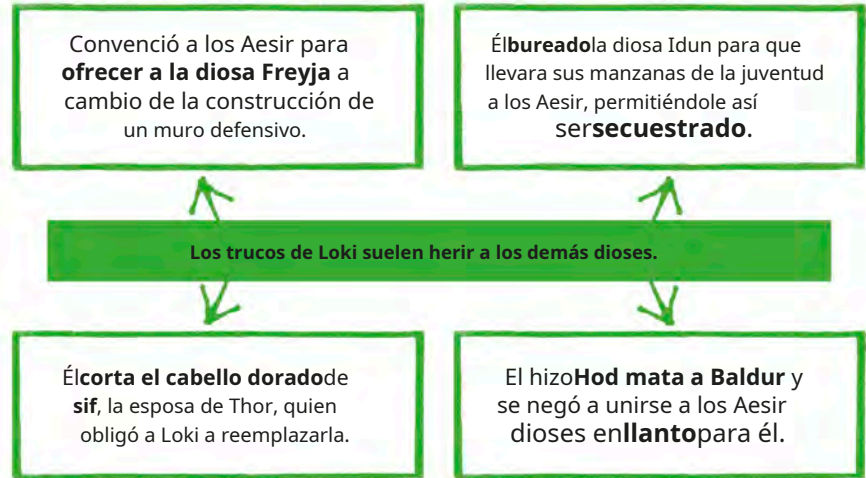 Convenció a los Aesir para
ofrecer a la diosa Freyja a
cambio de la construcción de
un muro defensivo.
Élbureadola diosa Idun para que
llevara sus manzanas de la juventud
a los Aesir, permitiéndole así
sersecuestrado.
Los trucos de Loki suelen herir a los demás dioses.
Élcorta el cabello doradode
sif, la esposa de Thor, quien
obligó a Loki a reemplazarla.
El hizoHod mata a Baldur y
se negó a unirse a los Aesir
dioses enllantopara él.